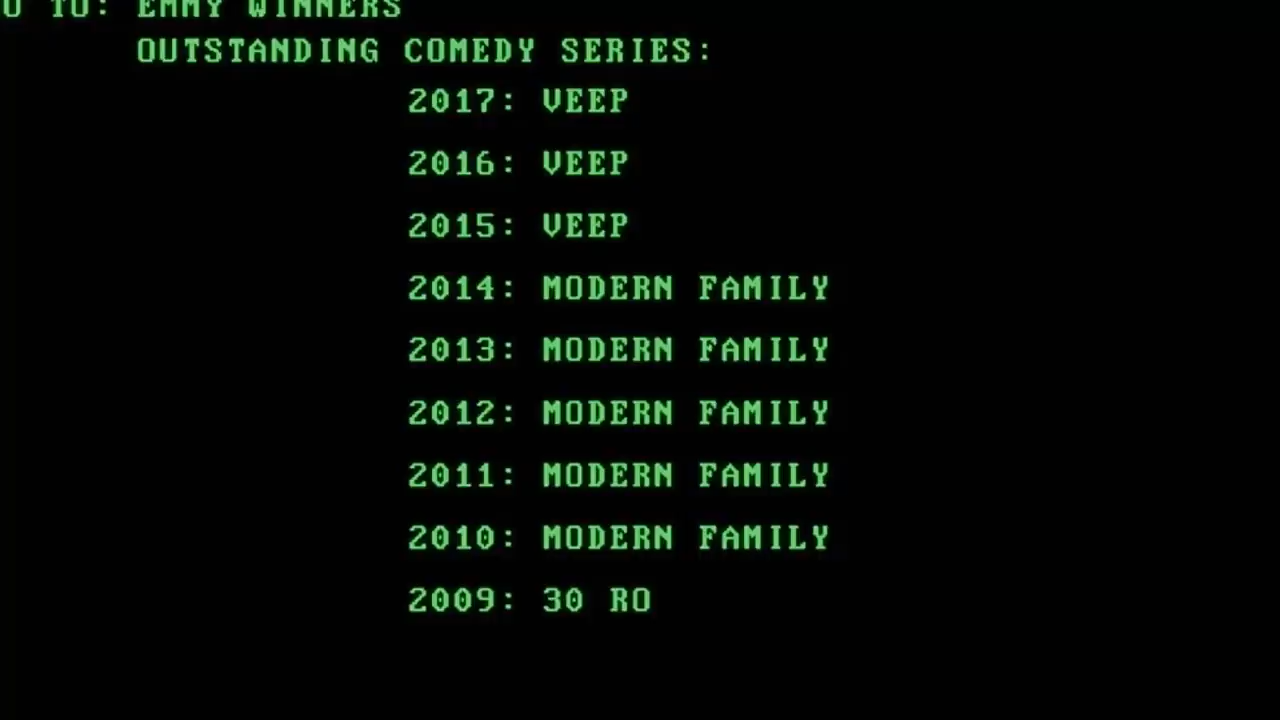 TO: EMMY WINNERS
OUTSTANDING COMEDY SERIES:
2017: VEEP
2016: VEEP
2015: VEEP
2014: MODERN FAMILY
2013: MODERN FAMILY
2012: MODERN FAMILY
2011: MODERN FAMILY
2010: MODERN FAMILY
2009: 30 RO